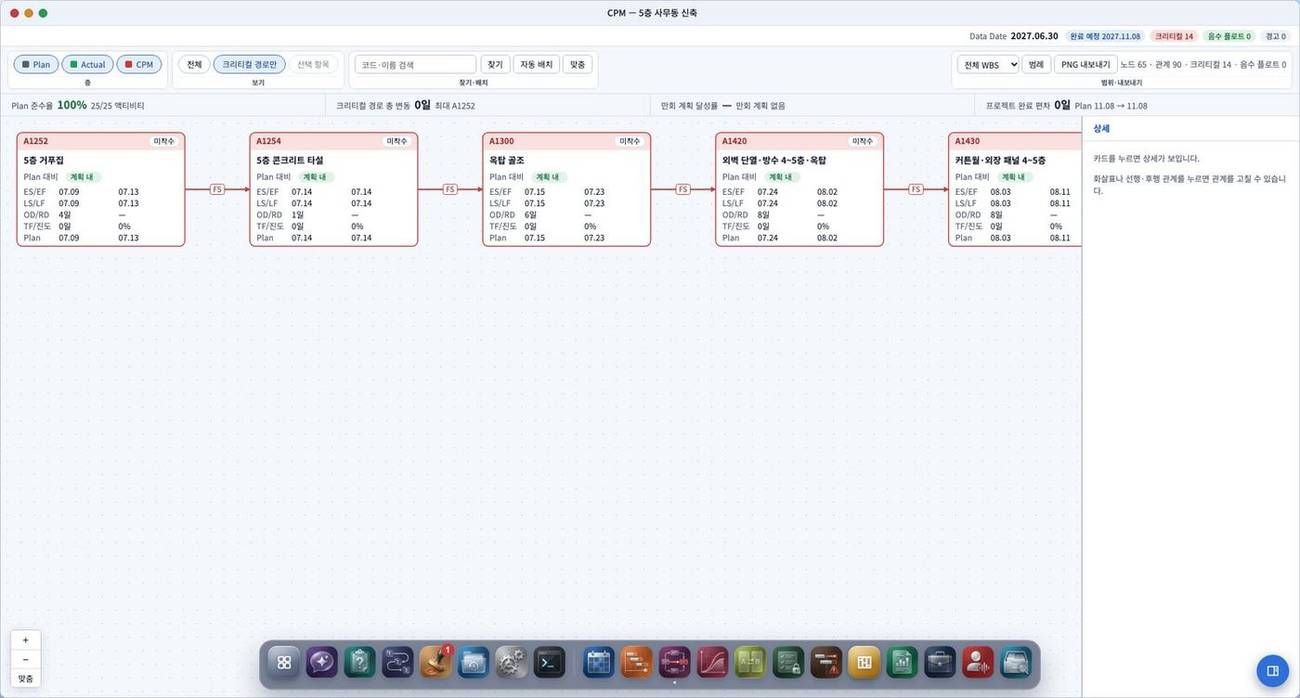 CPM — 5층 사무동 신축
Data Date 2027.06.30 완료 예정 2027.11.08 크리티컬 14 음수 플로트 0 경고 0
Plan Actual CPM 전체 크리티컬 경로만 선택 항목 코드·이름 검색 찾기 자동 배치 맞춤 전체 WBS 범례 PNG 내보내기 노드 65 · 관계 90 · 크리티컬 14 · 음수 플로트 0
층 보기 찾기·배치 범위·내보내기
Plan 준수율 100% 25/25 액티비티 크리티컬 경로 총 변동 0일 최대 A1252 만회 계획 달성률 — 만회 계획 없음 프로젝트 완료 편차 0일 Plan 11.08 → 11.08
A1252 미착수
5층 거푸집
Plan 대비 계획 내
ES/EF 07.09 07.13
LS/LF 07.09 07.13
OD/RD 4일 —
TF/진도 0일 0%
Plan 07.09 07.13
FS
A1254 미착수
5층 콘크리트 타설
Plan 대비 계획 내
ES/EF 07.14 07.14
LS/LF 07.14 07.14
OD/RD 1일 —
TF/진도 0일 0%
Plan 07.14 07.14
FS
A1300 미착수
옥탑 골조
Plan 대비 계획 내
ES/EF 07.15 07.23
LS/LF 07.15 07.23
OD/RD 6일 —
TF/진도 0일 0%
Plan 07.15 07.23
FS
A1420 미착수
외벽 단열·방수 4~5층·옥탑
Plan 대비 계획 내
ES/EF 07.24 08.02
LS/LF 07.24 08.02
OD/RD 8일 —
TF/진도 0일 0%
Plan 07.24 08.02
FS
A1430
커튼월·외장 패널 4~5층
Plan 대비 계획 내
ES/EF 08.03 08.11
LS/LF 08.03 08.11
OD/RD 8일 —
TF/진도 0일 0%
Plan 08.03 08.11
상세
카드를 누르면 상세가 보입니다.
화살표나 선행·후행 관계를 누르면 관계를 고칠 수 있습니
다.
+
−
맞춤
1